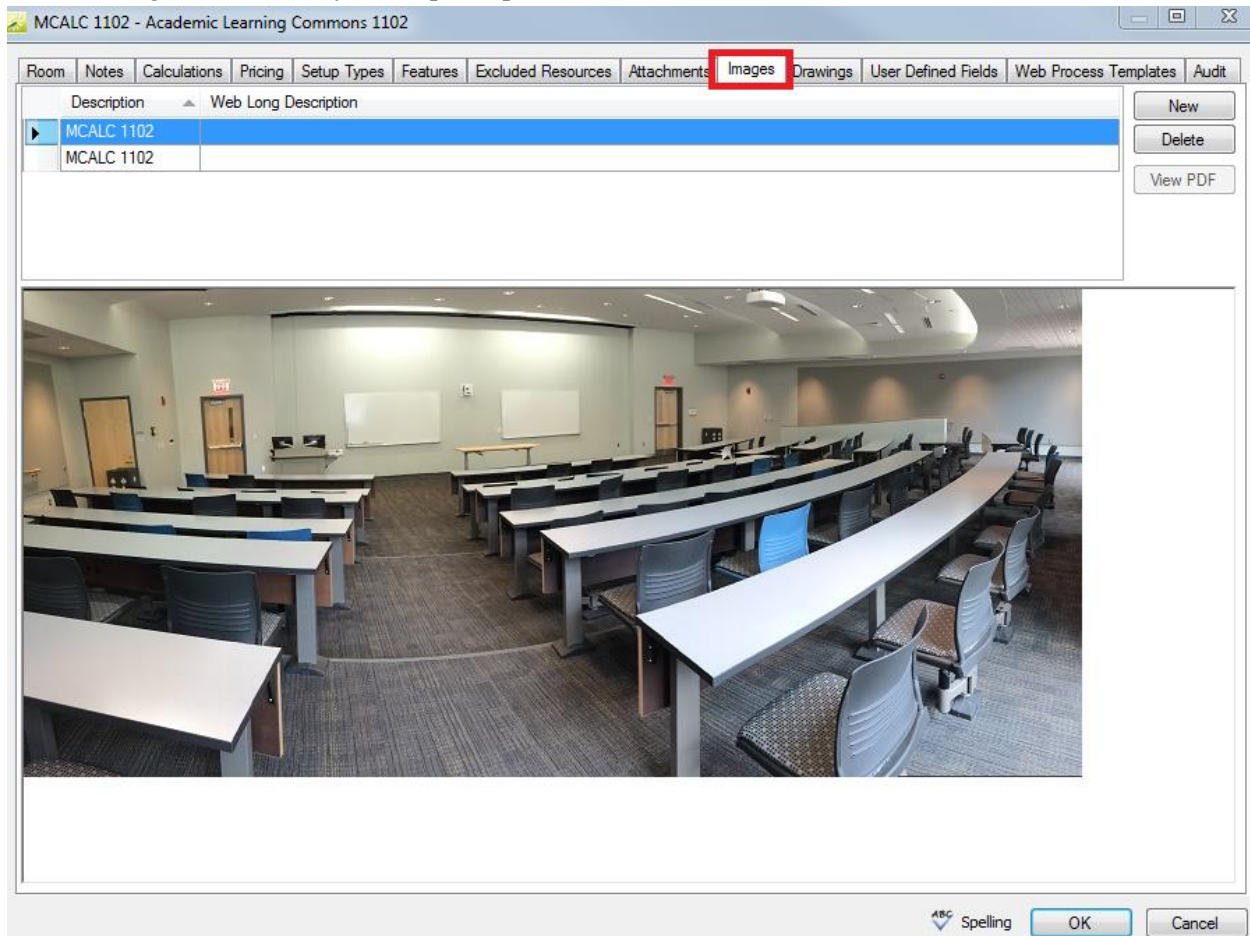 MCALC 1102 - Academic Learning Commons 1102
Room Notes Calculations Pricing Setup Types Features Excluded Resources Attachments Images Drawings User Defined Fields Web Process Templates Audit
Description Web Long Description
MCALC 1102
MCALC 1102
New
Delete
View PDF
ABC Spelling OK Cancel